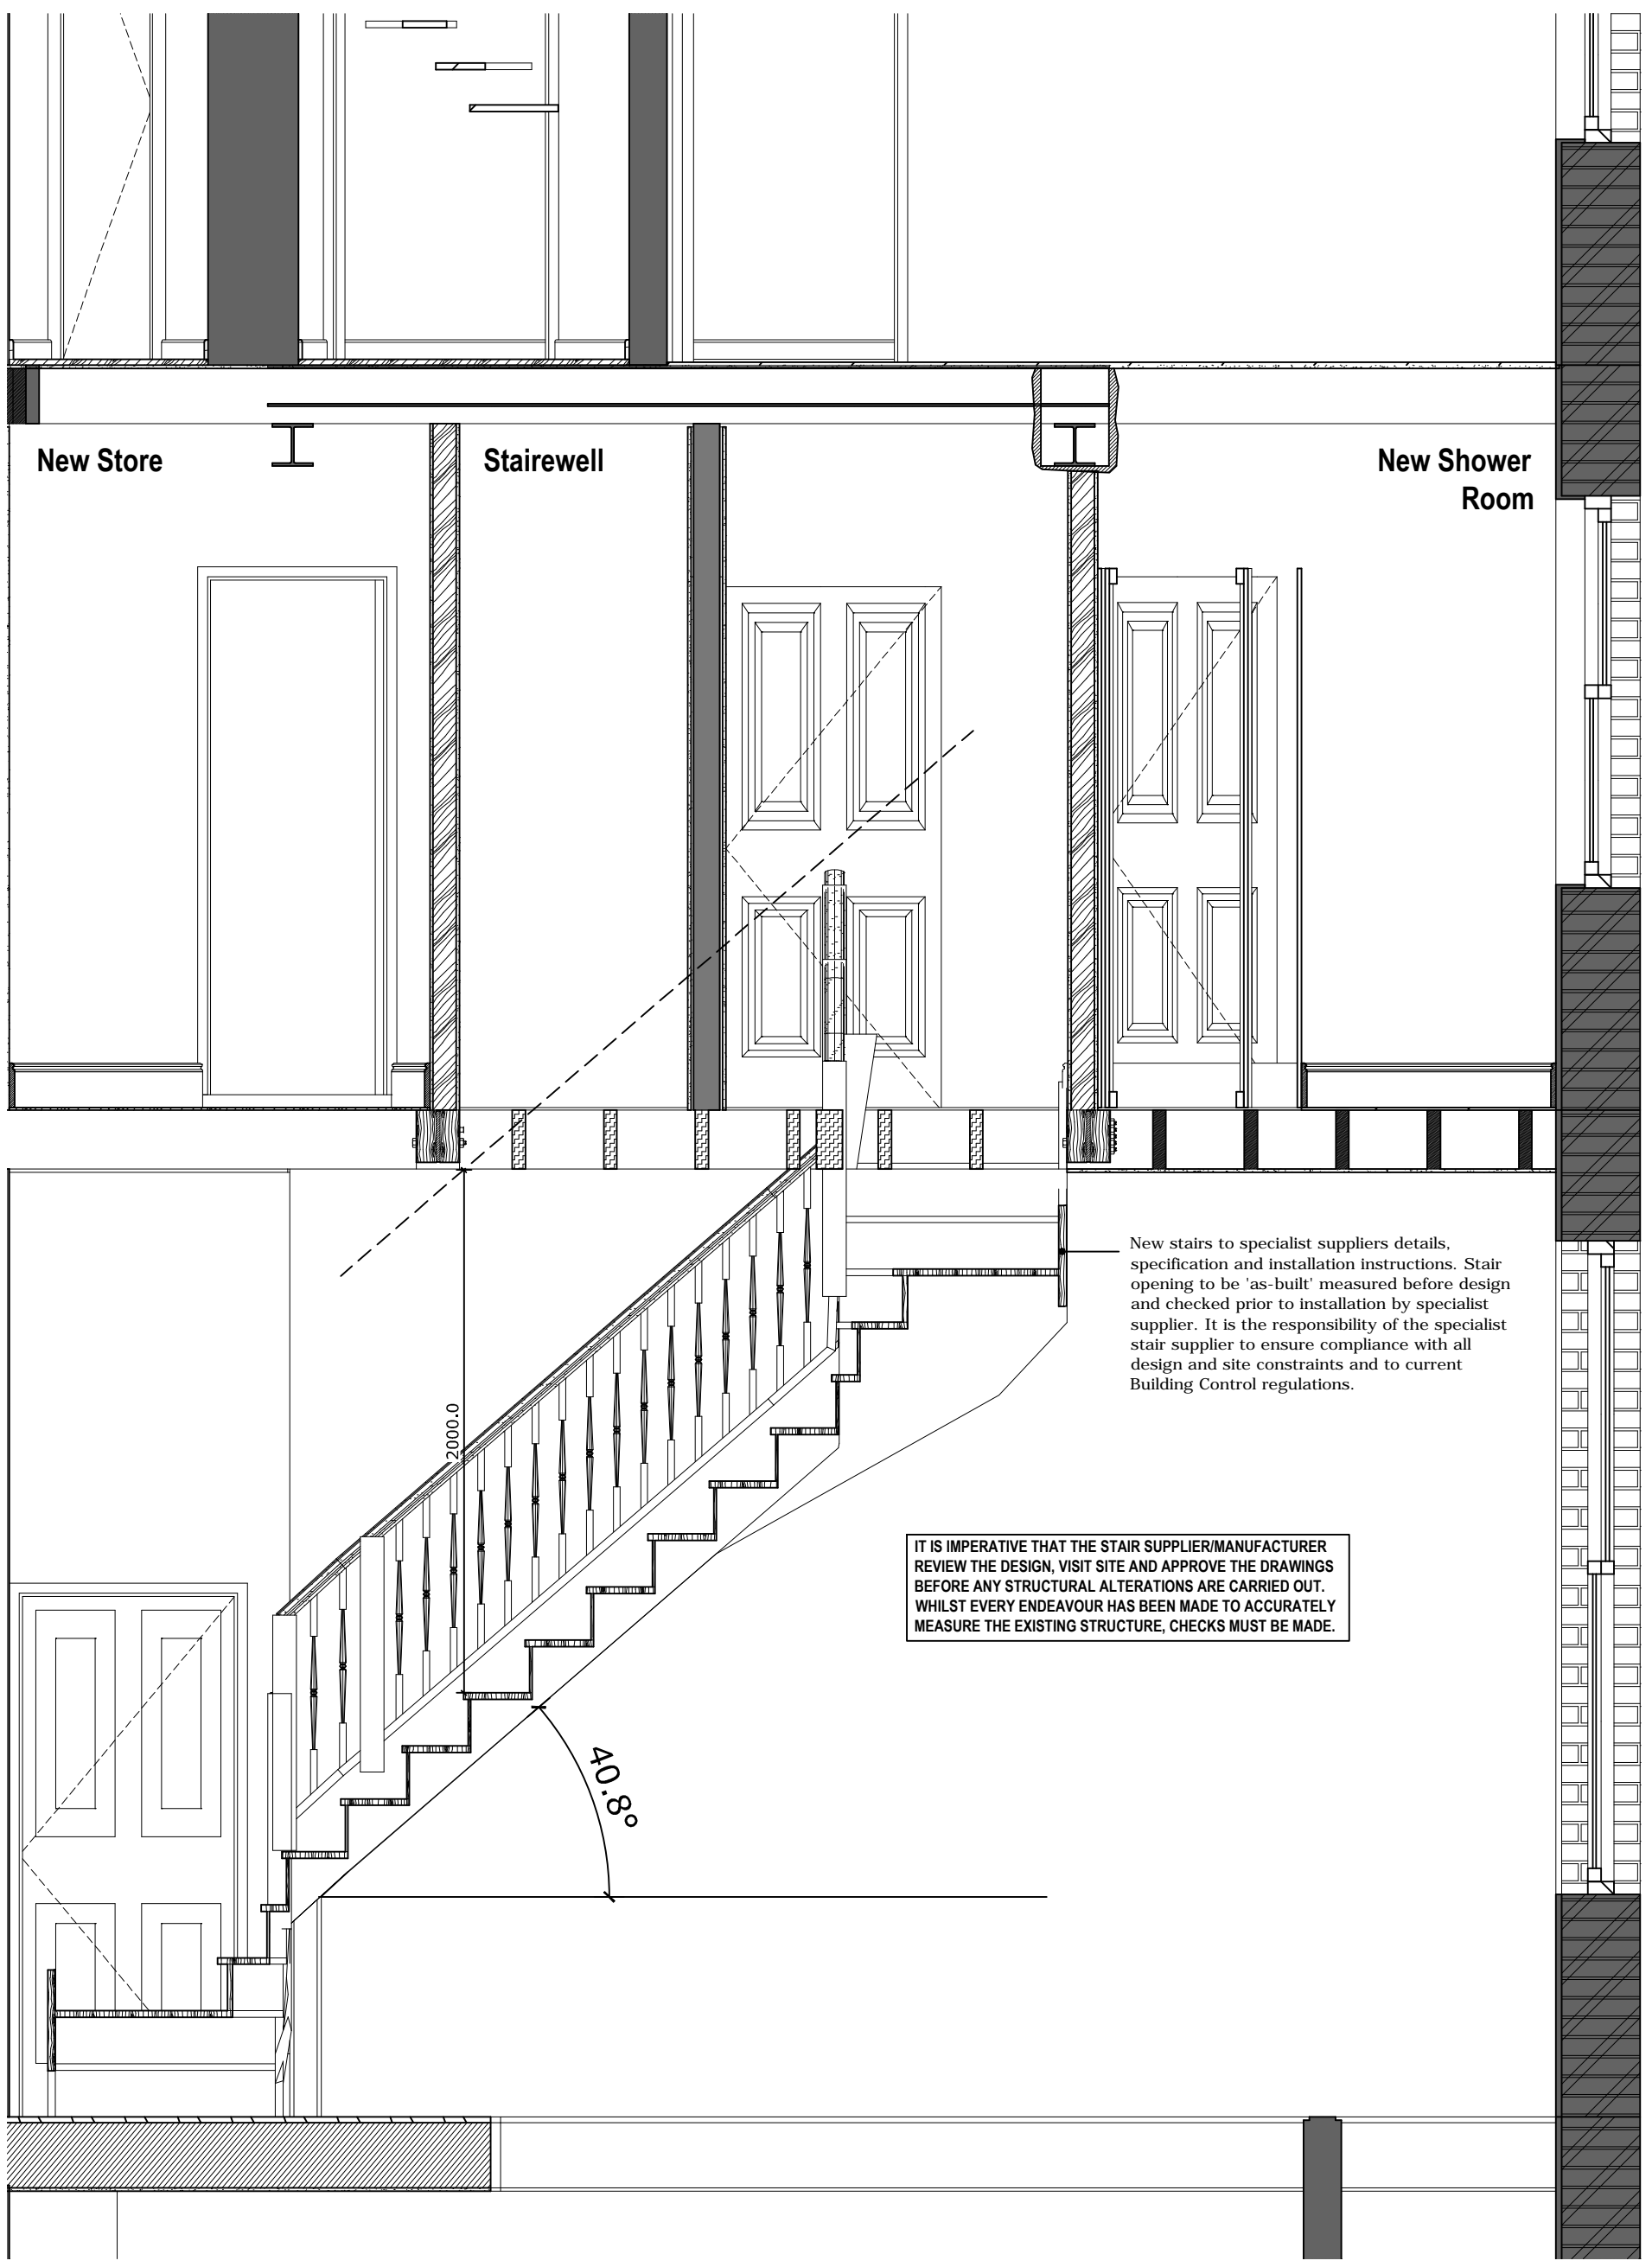 New Store
Stairewell
New Shower
Room
New stairs to specialist suppliers details,
specification and installation instructions. Stair
opening to be 'as-built' measured before design
and checked prior to installation by specialist
supplier. It is the responsibility of the specialist
stair supplier to ensure compliance with all
design and site constraints and to current
Building Control regulations.
2000.0
IT IS IMPERATIVE THAT THE STAIR SUPPLIER/MANUFACTURER
REVIEW THE DESIGN, VISIT SITE AND APPROVE THE DRAWINGS
BEFORE ANY STRUCTURAL ALTERATIONS ARE CARRIED OUT.
WHILST EVERY ENDEAVOUR HAS BEEN MADE TO ACCURATELY
MEASURE THE EXISTING STRUCTURE, CHECKS MUST BE MADE.
40.8°